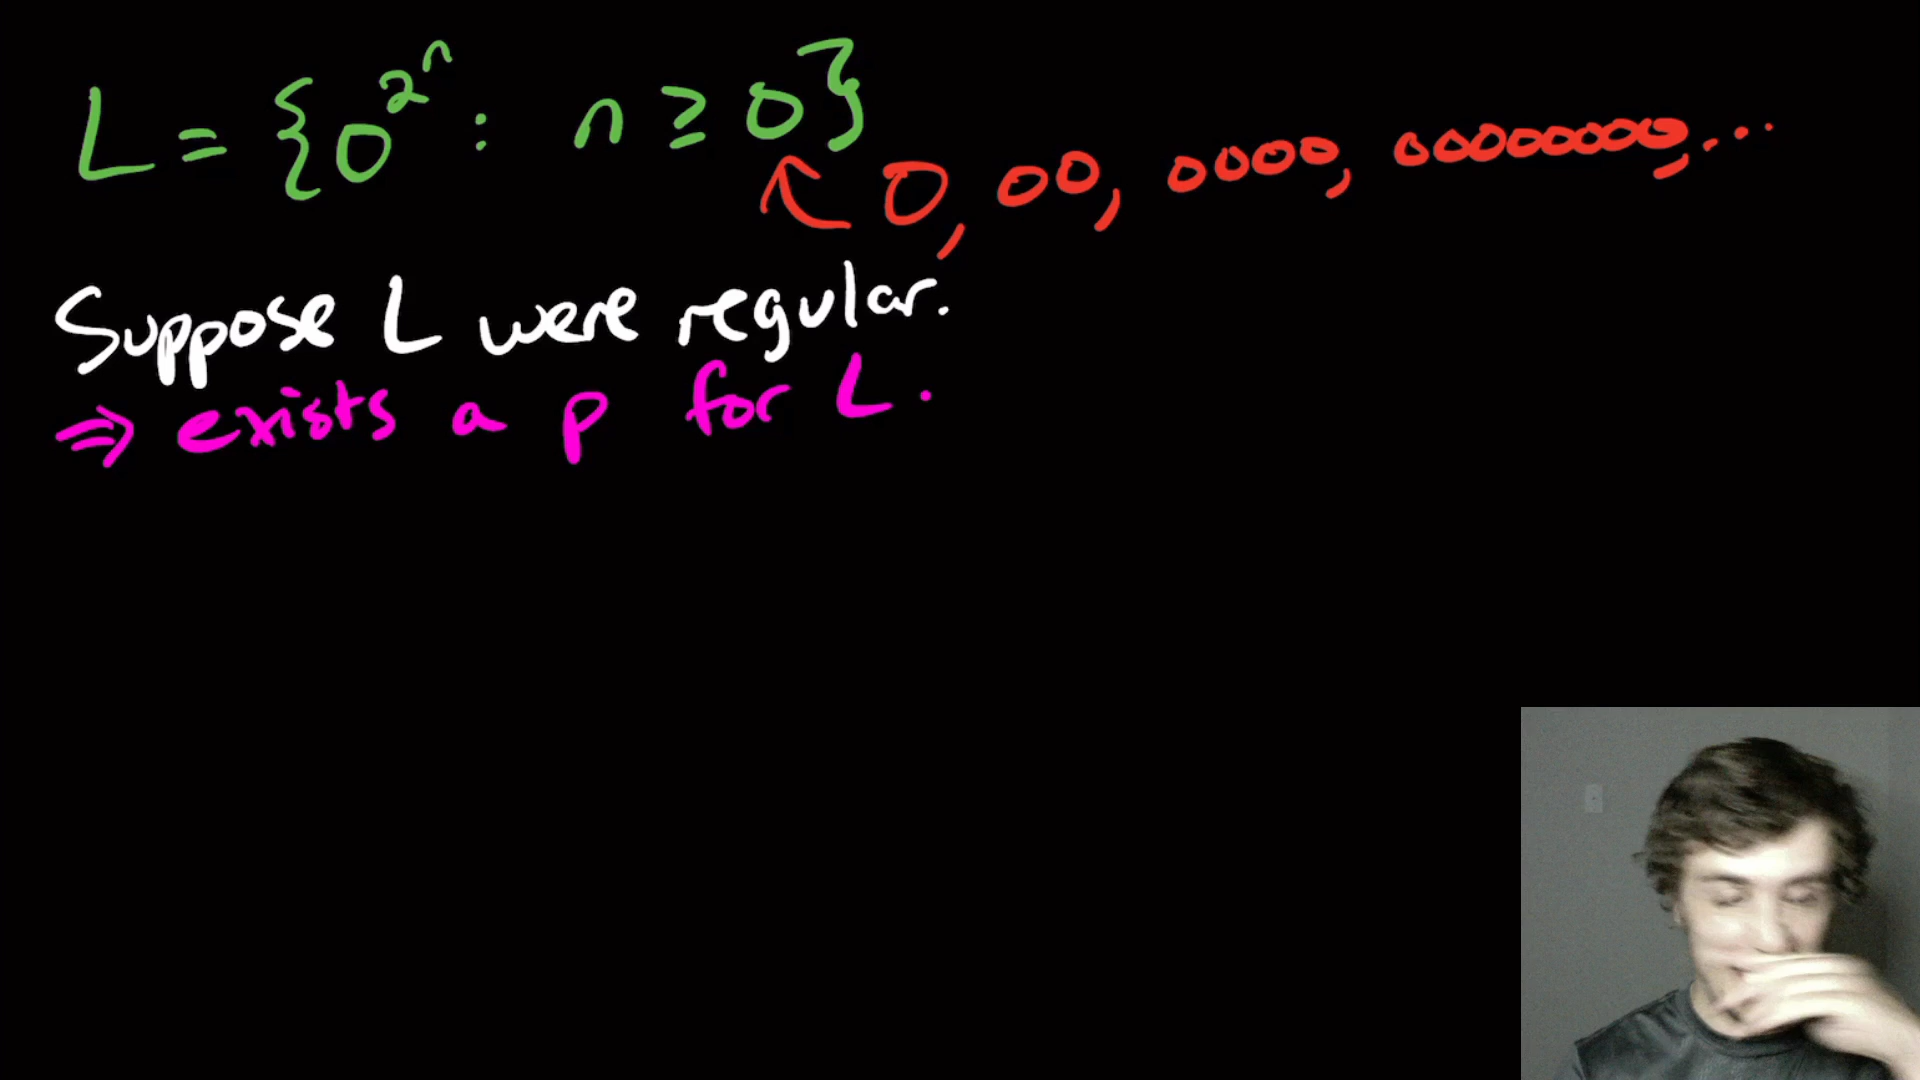 L = {0^2^n : n ≥ 0}
0, 00, 0000, 00000000, ...
Suppose L were regular.
⇒ exists a p for L.